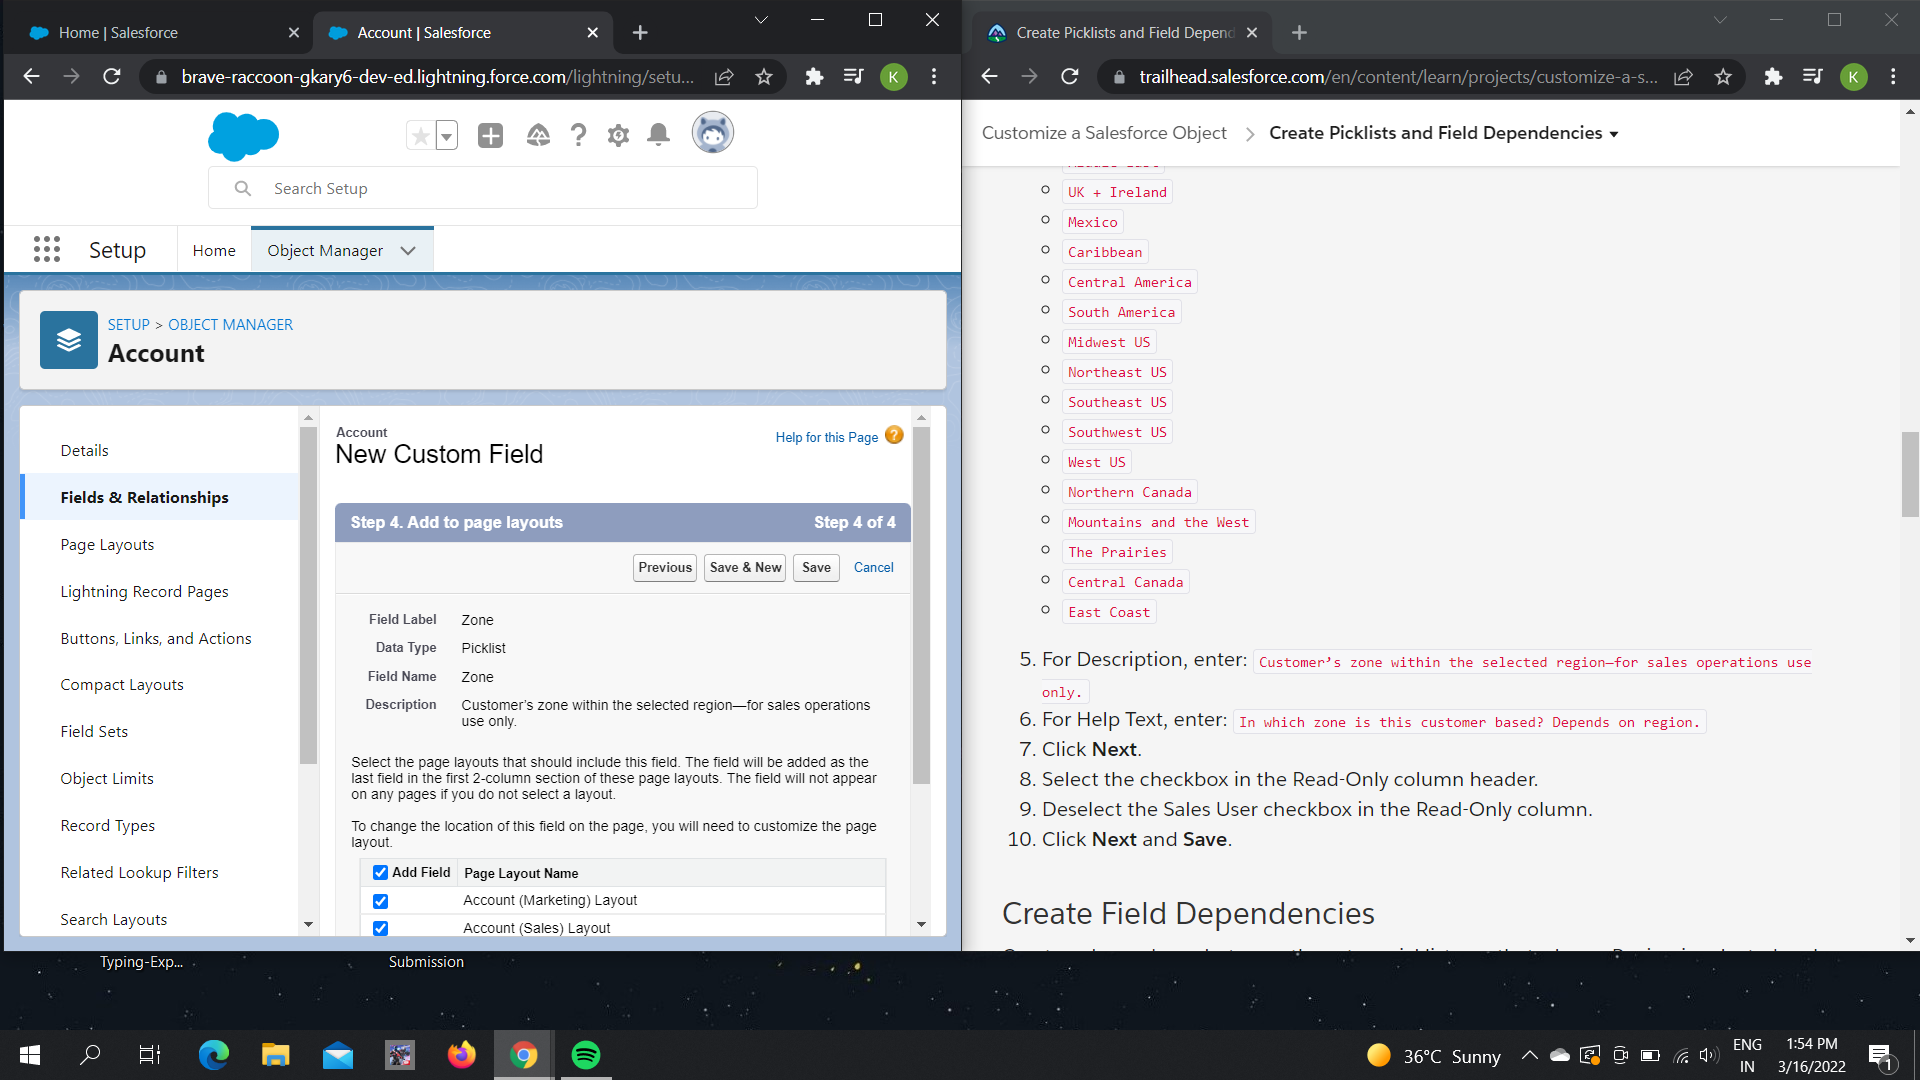 Home | Salesforce
Account | Salesforce
brave-raccoon-gkary6-dev-ed.lightning.force.com/lightning/setu...
K
Search Setup
Setup
Home
Object Manager
SETUP > OBJECT MANAGER
Account
Details
Fields & Relationships
Page Layouts
Lightning Record Pages
Buttons, Links, and Actions
Compact Layouts
Field Sets
Object Limits
Record Types
Related Lookup Filters
Search Layouts
Account
New Custom Field
Help for this Page ?
Step 4. Add to page layouts
Step 4 of 4
Previous
Save & New
Save
Cancel
Field Label Zone
Data Type Picklist
Field Name Zone
Description Customer's zone within the selected region—for sales operations
use only.
Select the page layouts that should include this field. The field will be added as the
last field in the first 2-column section of these page layouts. The field will not appear
on any pages if you do not select a layout.
To change the location of this field on the page, you will need to customize the page
layout.
Add Field Page Layout Name
Account (Marketing) Layout
Account (Sales) Layout
Create Picklists and Field Depend
trailhead.salesforce.com/en/content/learn/projects/customize-a-s...
K
Customize a Salesforce Object > Create Picklists and Field Dependencies
UK + Ireland
Mexico
Caribbean
Central America
South America
Midwest US
Northeast US
Southeast US
Southwest US
West US
Northern Canada
Mountains and the West
The Prairies
Central Canada
East Coast
5. For Description, enter: Customer's zone within the selected region—for sales operations use
only.
6. For Help Text, enter: In which zone is this customer based? Depends on region.
7. Click Next.
8. Select the checkbox in the Read-Only column header.
9. Deselect the Sales User checkbox in the Read-Only column.
10. Click Next and Save.
Create Field Dependencies
Typing-Exp...
Submission
36°C Sunny
ENG
IN
1:54 PM
3/16/2022
1